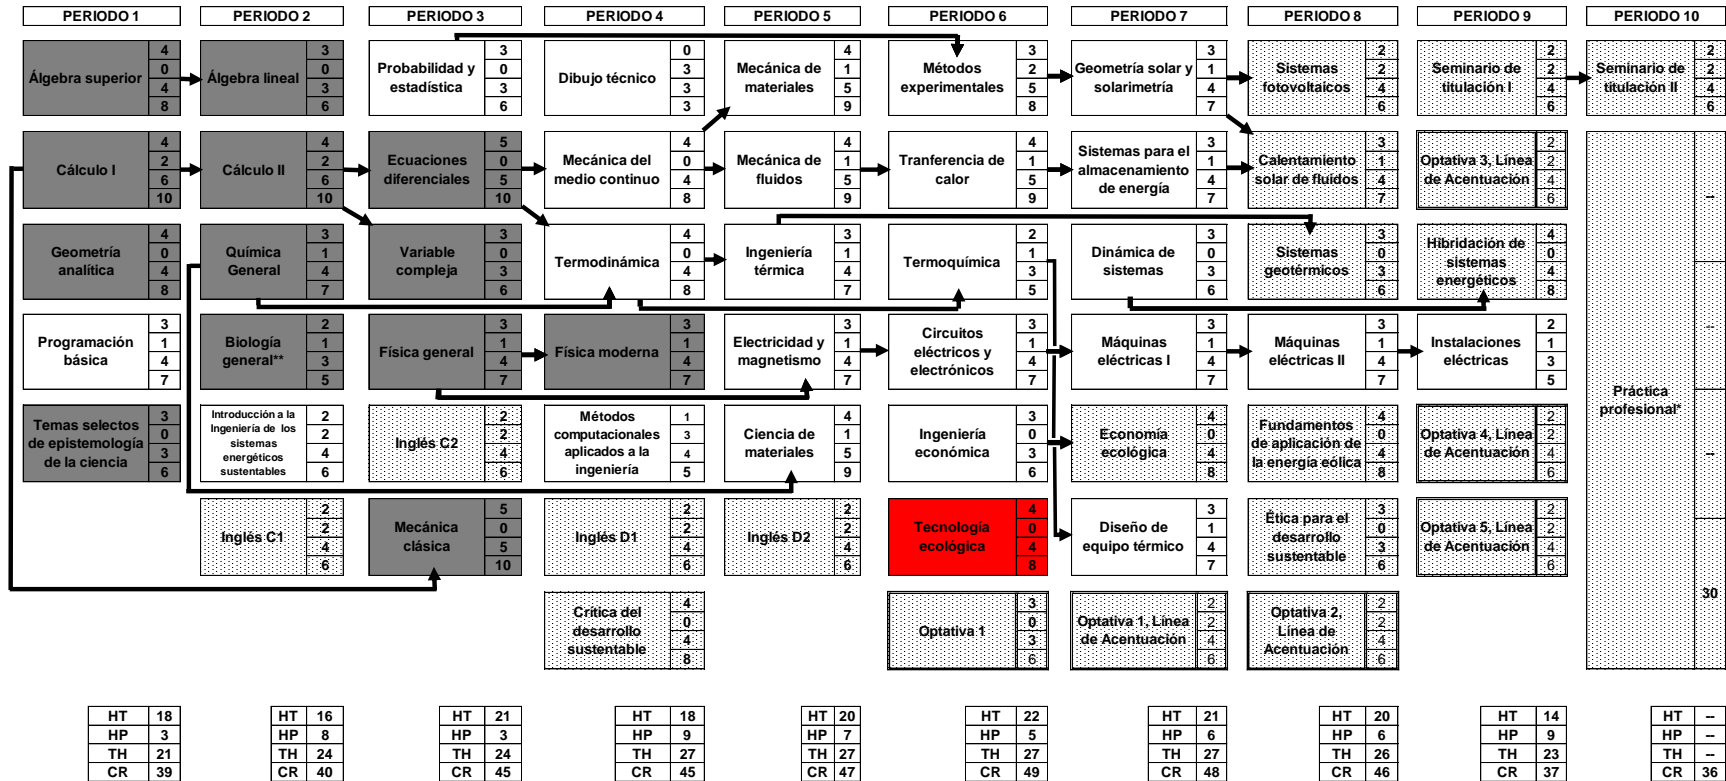 PERIODO 1
PERIODO 2
PERIODO 3
PERIODO 4
PERIODO 5
PERIODO 6
PERIODO 7
PERIODO 8
PERIODO 9
PERIODO 10
Álgebra superior
4
0
4
8
Álgebra lineal
3
0
3
6
Probabilidad y
estadística
3
0
3
6
Dibujo técnico
0
3
3
3
Mecánica de
materiales
4
1
5
9
Métodos
experimentales
3
2
5
8
Geometría solar y
solarimetría
3
1
4
7
Sistemas
fotovoltaicos
2
2
4
6
Seminario de
titulación I
2
2
4
6
Seminario de
titulación II
2
2
4
6
Cálculo I
4
2
6
10
Cálculo II
4
2
6
10
Ecuaciones
diferenciales
5
0
5
10
Mecánica del
medio continuo
4
0
4
8
Mecánica de
fluidos
4
1
5
9
Tranferencia de
calor
4
1
5
9
Sistemas para el
almacenamiento
de energía
3
1
4
7
Calentamiento
solar de fluidos
3
1
4
7
Optativa 3, Línea
de Acentuación
2
2
4
6
Práctica
profesional*
--
--
--
30
Geometría
analítica
4
0
4
8
Química
General
3
1
4
7
Variable
compleja
3
0
3
6
Termodinámica
4
0
4
8
Ingeniería
térmica
3
1
4
7
Termoquímica
2
1
3
5
Dinámica de
sistemas
3
0
3
6
Sistemas
geotérmicos
3
0
3
6
Hibridación de
sistemas
energéticos
4
0
4
8
Programación
básica
3
1
4
7
Biología
general**
2
1
3
5
Física general
3
1
4
7
Física moderna
3
1
4
7
Electricidad y
magnetismo
3
1
4
7
Circuitos
eléctricos y
electrónicos
3
1
4
7
Máquinas
eléctricas I
3
1
4
7
Máquinas
eléctricas II
3
1
4
7
Instalaciones
eléctricas
2
1
3
5
Temas selectos
de epistemología
de la ciencia
3
0
3
6
Introducción a la
Ingeniería de los
sistemas
energéticos
sustentables
2
2
4
6
Inglés C2
2
2
4
6
Métodos
computacionales
aplicados a la
ingeniería
1
3
4
5
Ciencia de
materiales
4
1
5
9
Ingeniería
económica
3
0
3
6
Economía
ecológica
4
0
4
8
Fundamentos
de aplicación de
la energía eólica
4
0
4
8
Optativa 4, Línea
de Acentuación
2
2
4
6
Inglés C1
2
2
4
6
Mecánica
clásica
5
0
5
10
Inglés D1
2
2
4
6
Inglés D2
2
2
4
6
Tecnología
ecológica
4
0
4
8
Diseño de
equipo térmico
3
1
4
7
Ética para el
desarrollo
sustentable
3
0
3
6
Optativa 5, Línea
de Acentuación
2
2
4
6
Crítica del
desarrollo
sustentable
4
0
4
8
Optativa 1
3
0
3
6
Optativa 1, Línea
de Acentuación
2
2
4
6
Optativa 2,
Línea de
Acentuación
2
2
4
6
HT 18
HP 3
TH 21
CR 39
HT 16
HP 8
TH 24
CR 40
HT 21
HP 3
TH 24
CR 45
HT 18
HP 9
TH 27
CR 45
HT 20
HP 7
TH 27
CR 47
HT 22
HP 5
TH 27
CR 49
HT 21
HP 6
TH 27
CR 48
HT 20
HP 6
TH 26
CR 46
HT 14
HP 9
TH 23
CR 37
HT --
HP --
TH --
CR 36